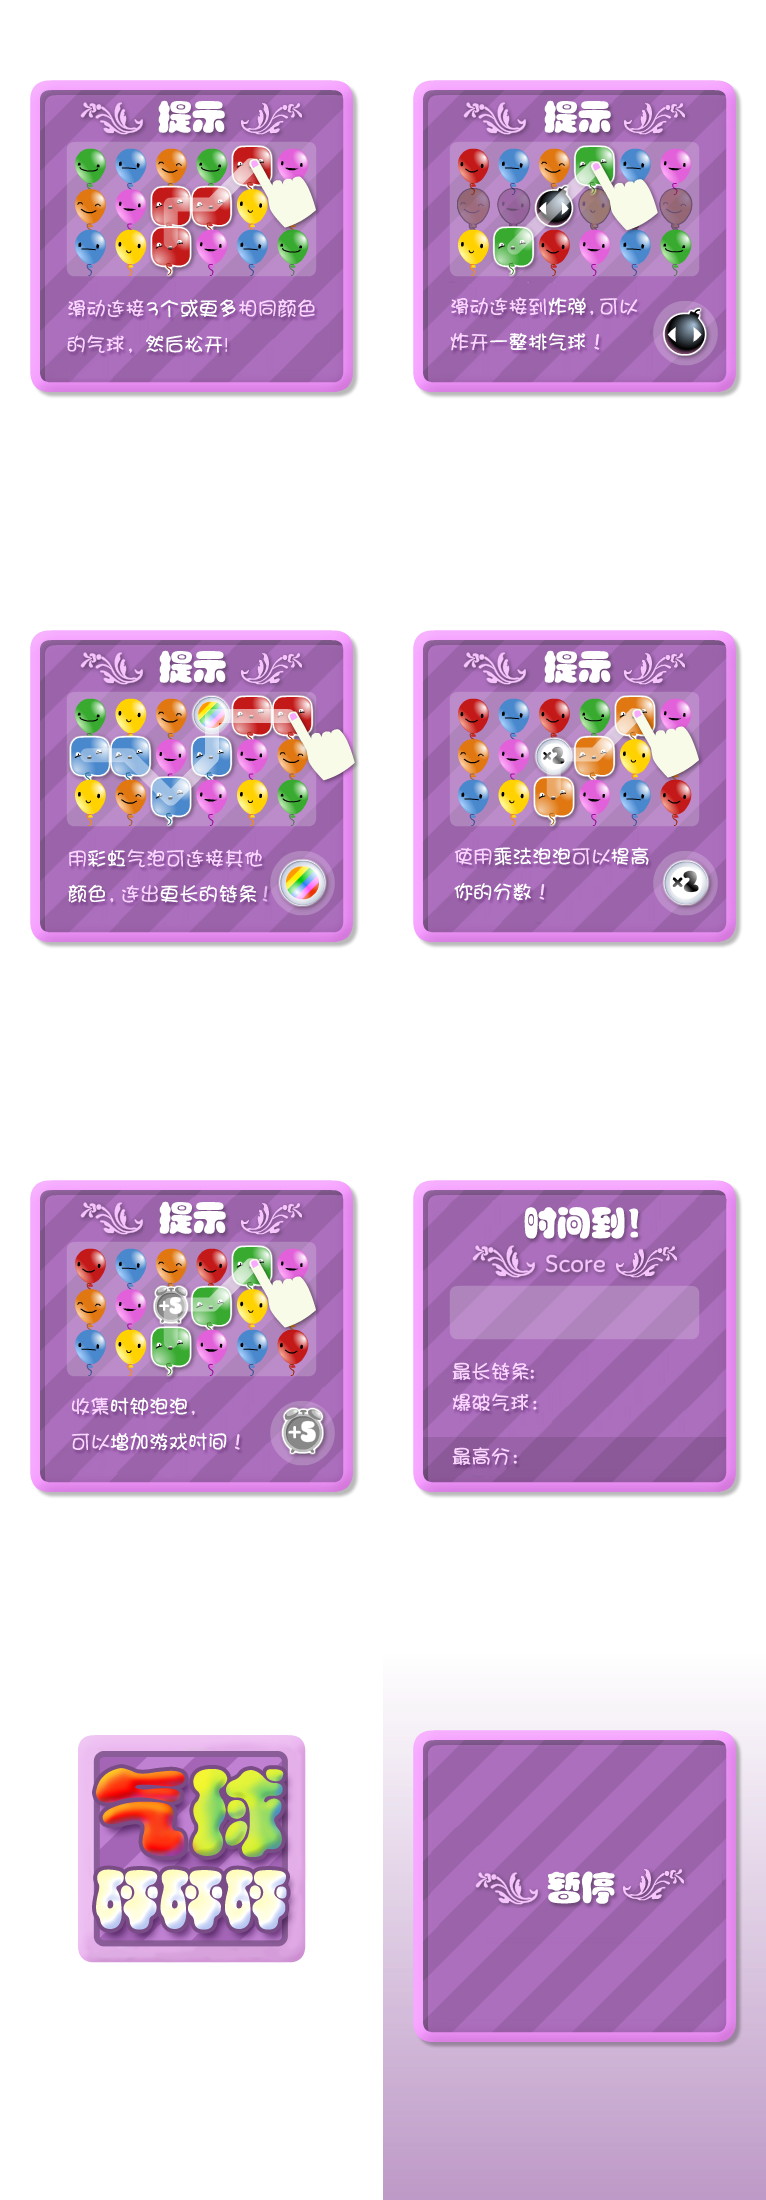 提示
滑动连接3个或更多相同颜色
的气球，然后松开!
提示
滑动连接到炸弹,可以
炸开一整排气球！
提示
用彩虹气泡可连接其他
颜色,连出更长的链条！
提示
×2
使用乘法泡泡可以提高
你的分数！
×2
提示
+5
收集时钟泡泡,
可以增加游戏时间！
+5
时间到!
Score
最长链条:
爆破气球:
最高分:
气球
砰砰砰
暂停